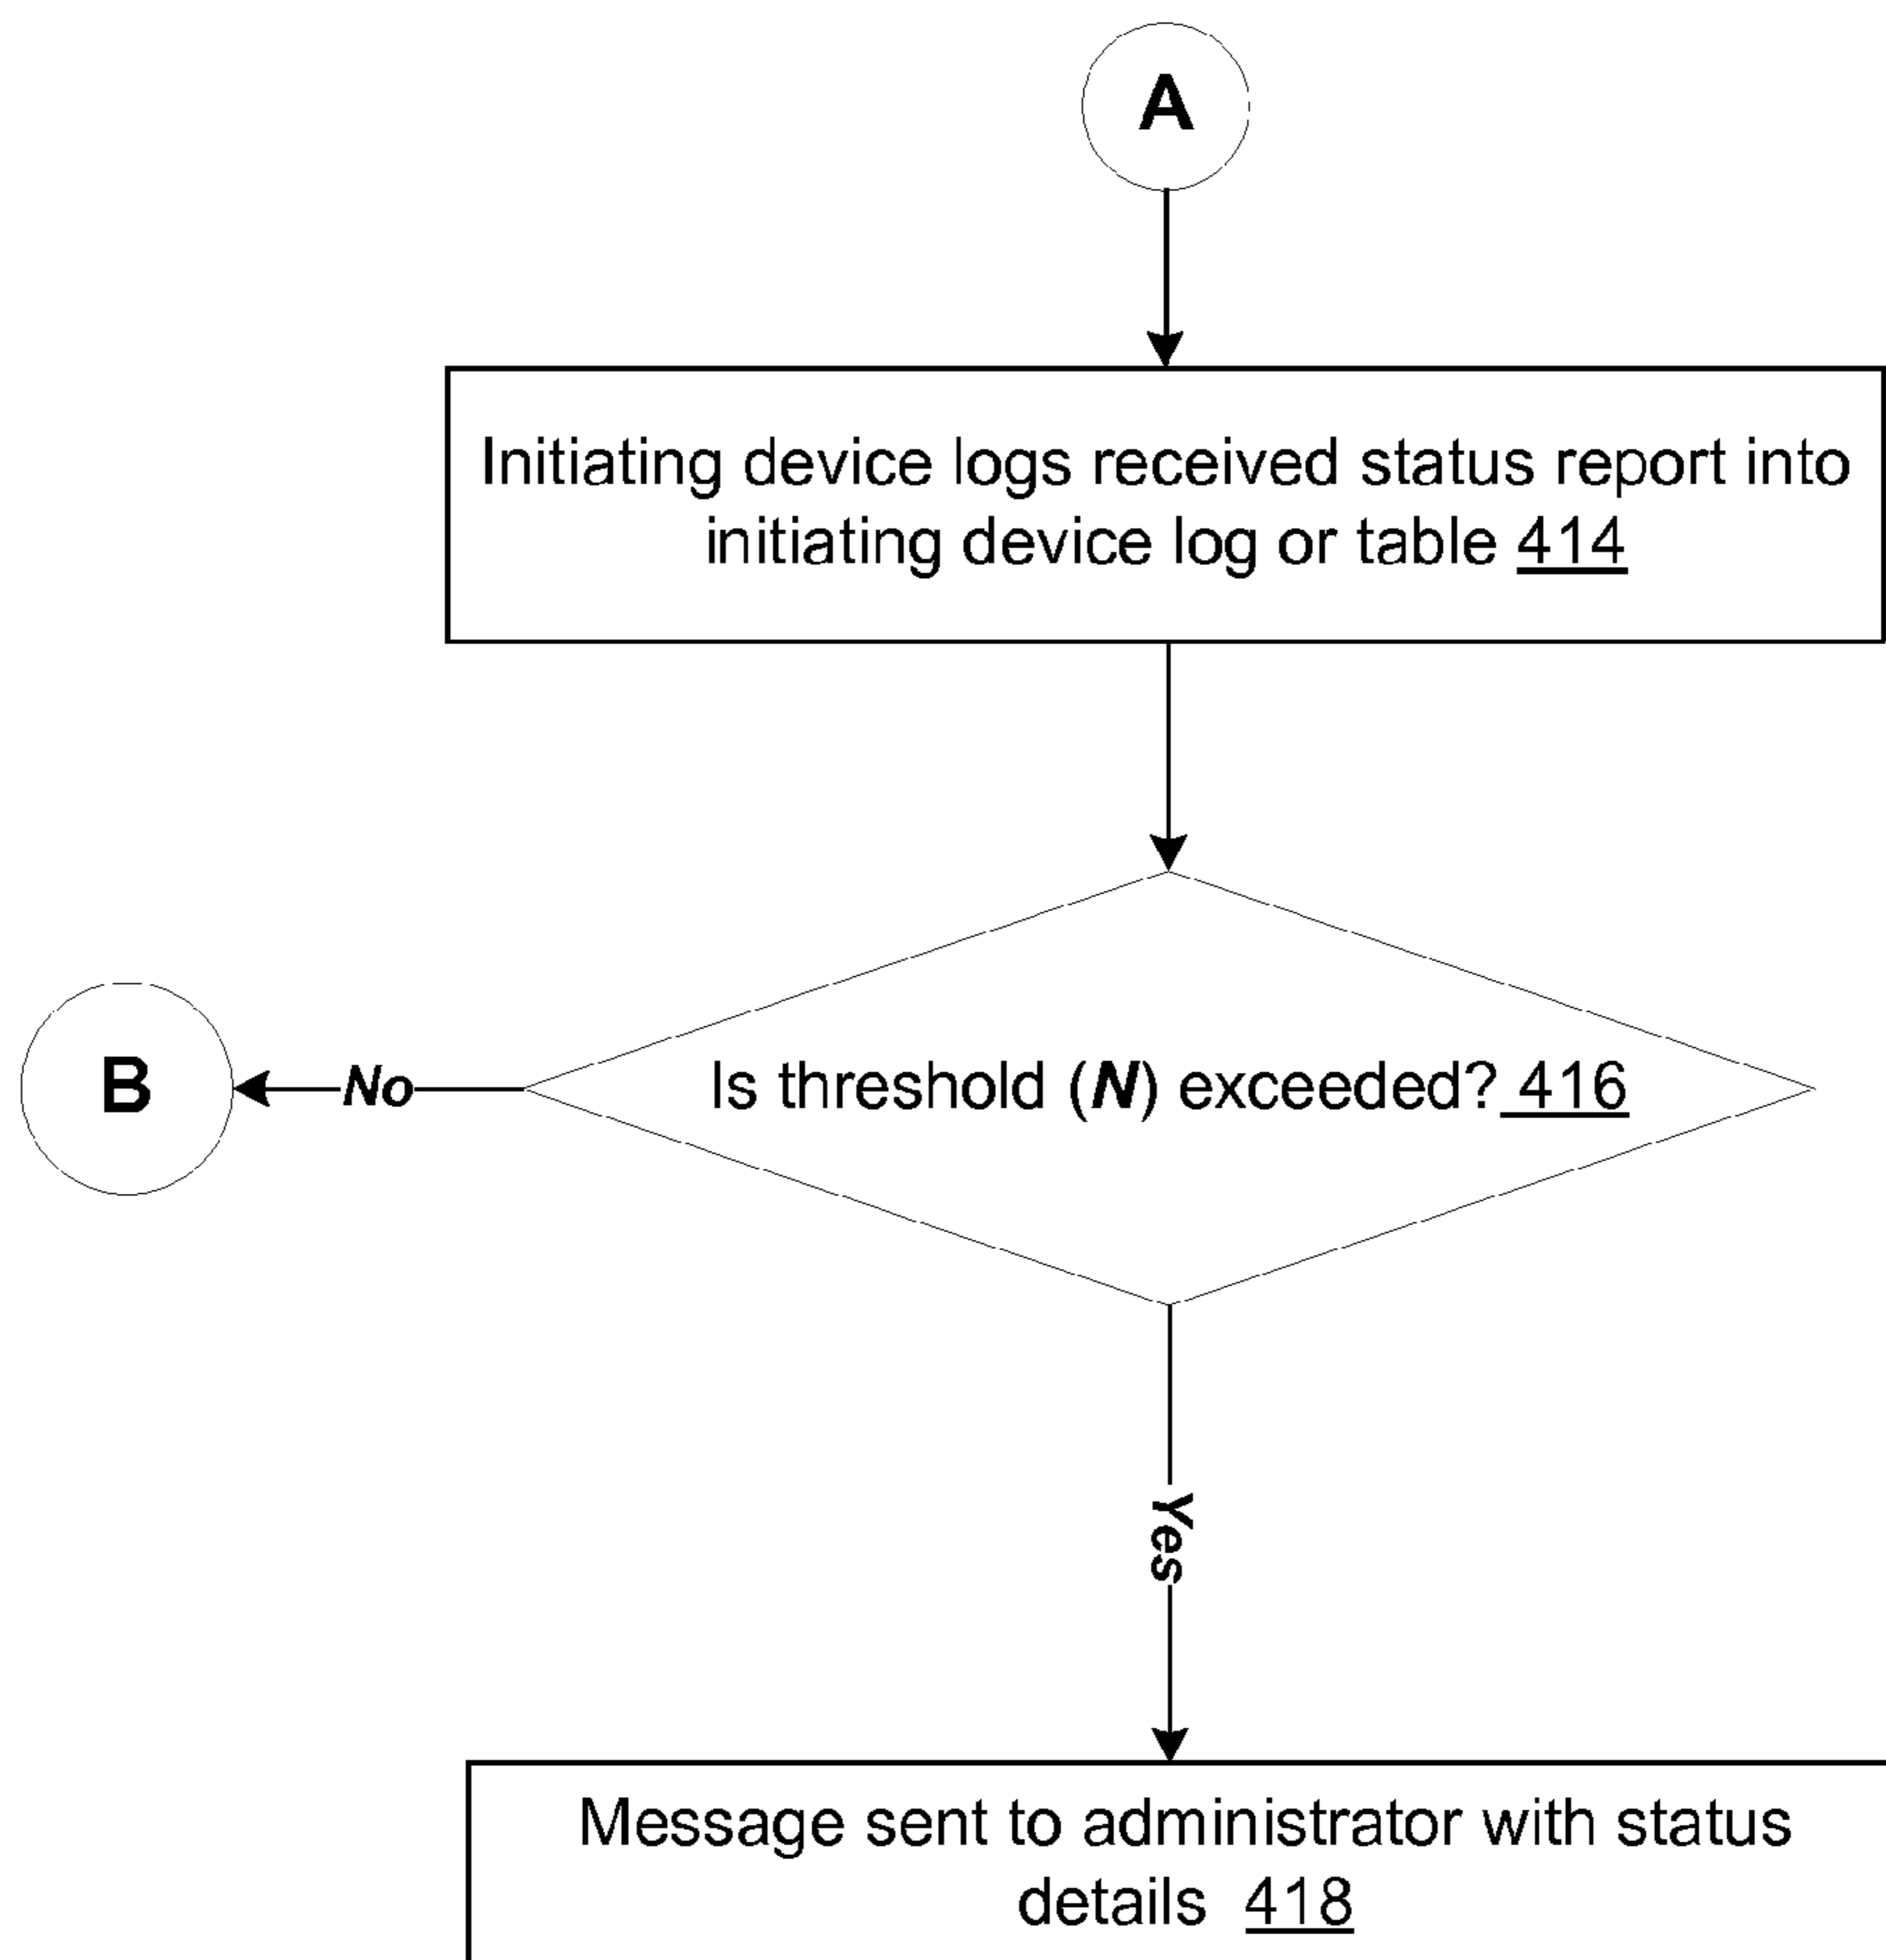 A
Initiating device logs received status report into
initiating device log or table 414
Is threshold (N) exceeded? 416
No
B
Yes
Message sent to administrator with status
details 418